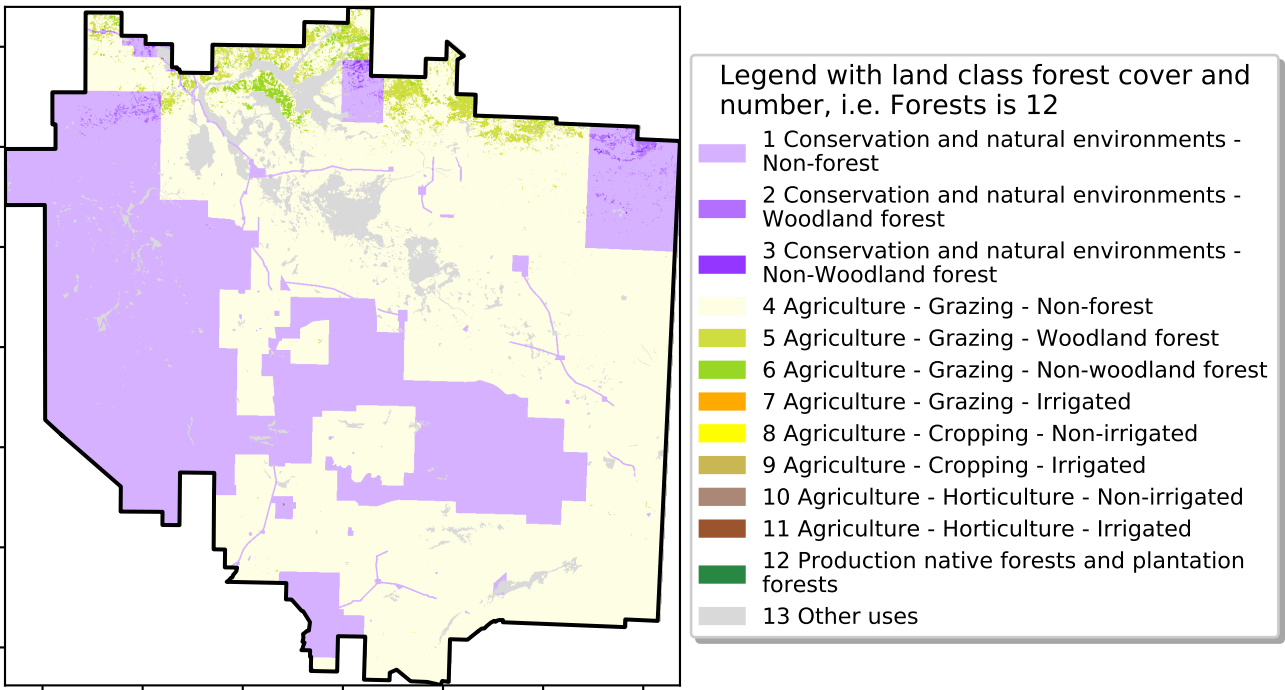 Legend with land class forest cover and
number, i.e. Forests is 12
1 Conservation and natural environments -
Non-forest
2 Conservation and natural environments -
Woodland forest
3 Conservation and natural environments -
Non-Woodland forest
4 Agriculture - Grazing - Non-forest
5 Agriculture - Grazing - Woodland forest
6 Agriculture - Grazing - Non-woodland forest
7 Agriculture - Grazing - Irrigated
8 Agriculture - Cropping - Non-irrigated
9 Agriculture - Cropping - Irrigated
10 Agriculture - Horticulture - Non-irrigated
11 Agriculture - Horticulture - Irrigated
12 Production native forests and plantation
forests
13 Other uses